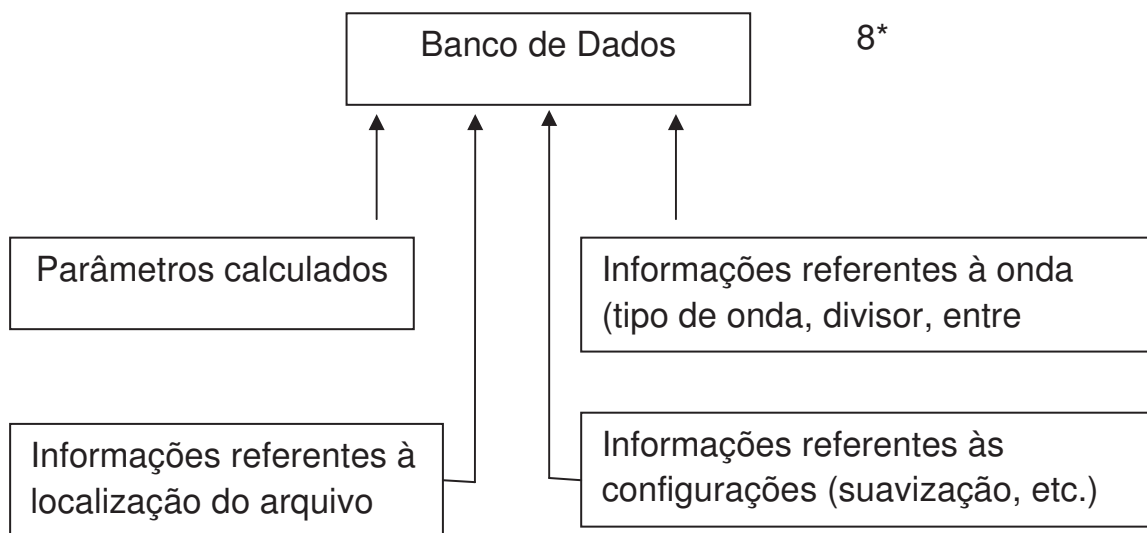 Banco de Dados
8*
Parâmetros calculados
Informações referentes à onda
(tipo de onda, divisor, entre
Informações referentes à
localização do arquivo
Informações referentes às
configurações (suavização, etc.)